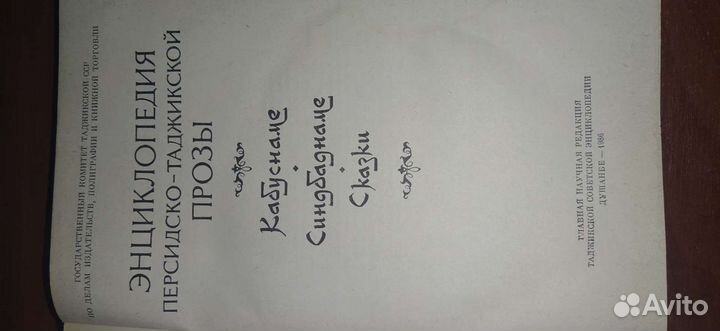 ГОСУДАРСТВЕННЫЙ КОМИТЕТ ТАДЖИКСКОЙ ССР
ПО ДЕЛАМ ИЗДАТЕЛЬСТВ, ПОЛИГРАФИИ И КНИЖНОЙ ТОРГОВЛИ
ЭНЦИКЛОПЕДИЯ
ПЕРСИДСКО-ТАДЖИКСКОЙ
ПРОЗЫ
Кабуснаме
Синдбаднаме
Сказки
ГЛАВНАЯ НАУЧНАЯ РЕДАКЦИЯ
ТАДЖИКСКОЙ СОВЕТСКОЙ ЭНЦИКЛОПЕДИИ
ДУШАНБЕ — 1986
Avito